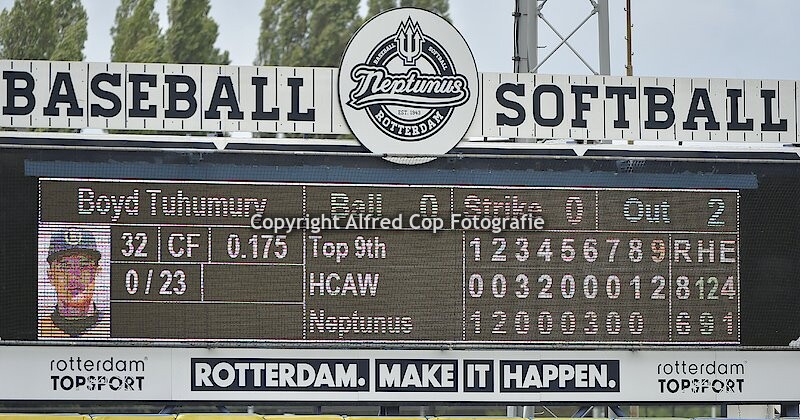 BASEBALL
BASEBALL SOFTBALL
Neptunus
EST. 1943
ROTTERDAM
SOFTBALL
Boyd Tuhumury Ball 0 Strike 0 Out 2
Copyright Alfred Cop Fotografie
32 CF 0.175 Top 9th 1 2 3 4 5 6 7 8 9 R H E
0 / 23 HCAW 0 0 3 2 0 0 0 1 2 8 12 4
Neptunus 1 2 0 0 0 3 0 0 6 9 1
rotterdam
TOPSPORT
ROTTERDAM. MAKE IT HAPPEN.
rotterdam
TOPSPORT